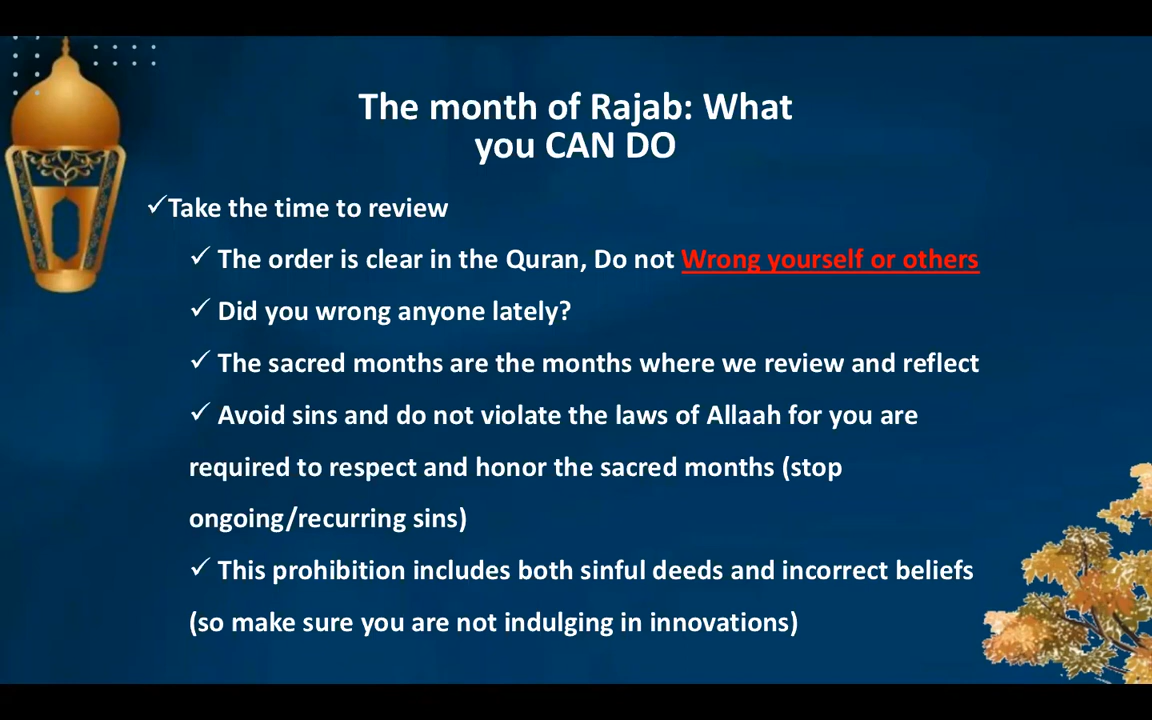 The month of Rajab: What
you CAN DO
✓Take the time to review
✓ The order is clear in the Quran, Do not Wrong yourself or others
✓ Did you wrong anyone lately?
✓ The sacred months are the months where we review and reflect
✓ Avoid sins and do not violate the laws of Allaah for you are
required to respect and honor the sacred months (stop
ongoing/recurring sins)
✓ This prohibition includes both sinful deeds and incorrect beliefs
(so make sure you are not indulging in innovations)